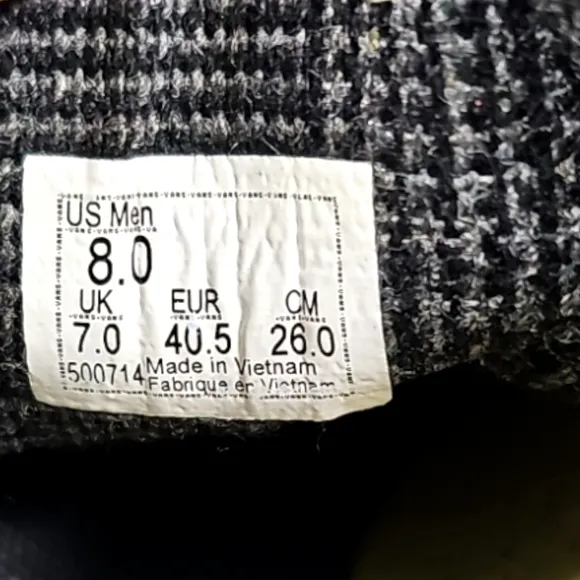 US Men
8.0
UK EUR CM
7.0 40.5 26.0
500714 Made in Vietnam
Fabrique en Vietnam